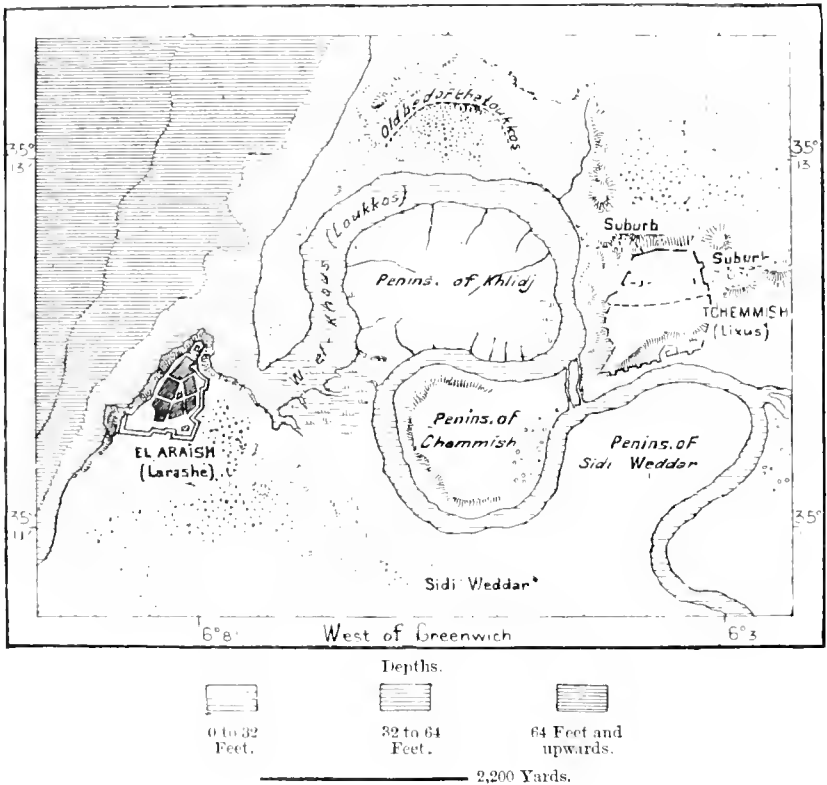 Old bed of the Loukkos
35°
13'
35°
13'
W. er-Khous (Loukkos)
Suburb
Suburb
Penins. of Khlidj
TCHEMMISH
(Lixus)
Penins. of
Chemmish
Penins. of
Sidi Weddar
EL ARAISH
(Larashe)
35°
11'
35°
Sidi Weddar
6°8'
West of Greenwich
6°3
Depths.
0 to 32
Feet.
32 to 64
Feet.
64 Feet and
upwards.
2,200 Yards.